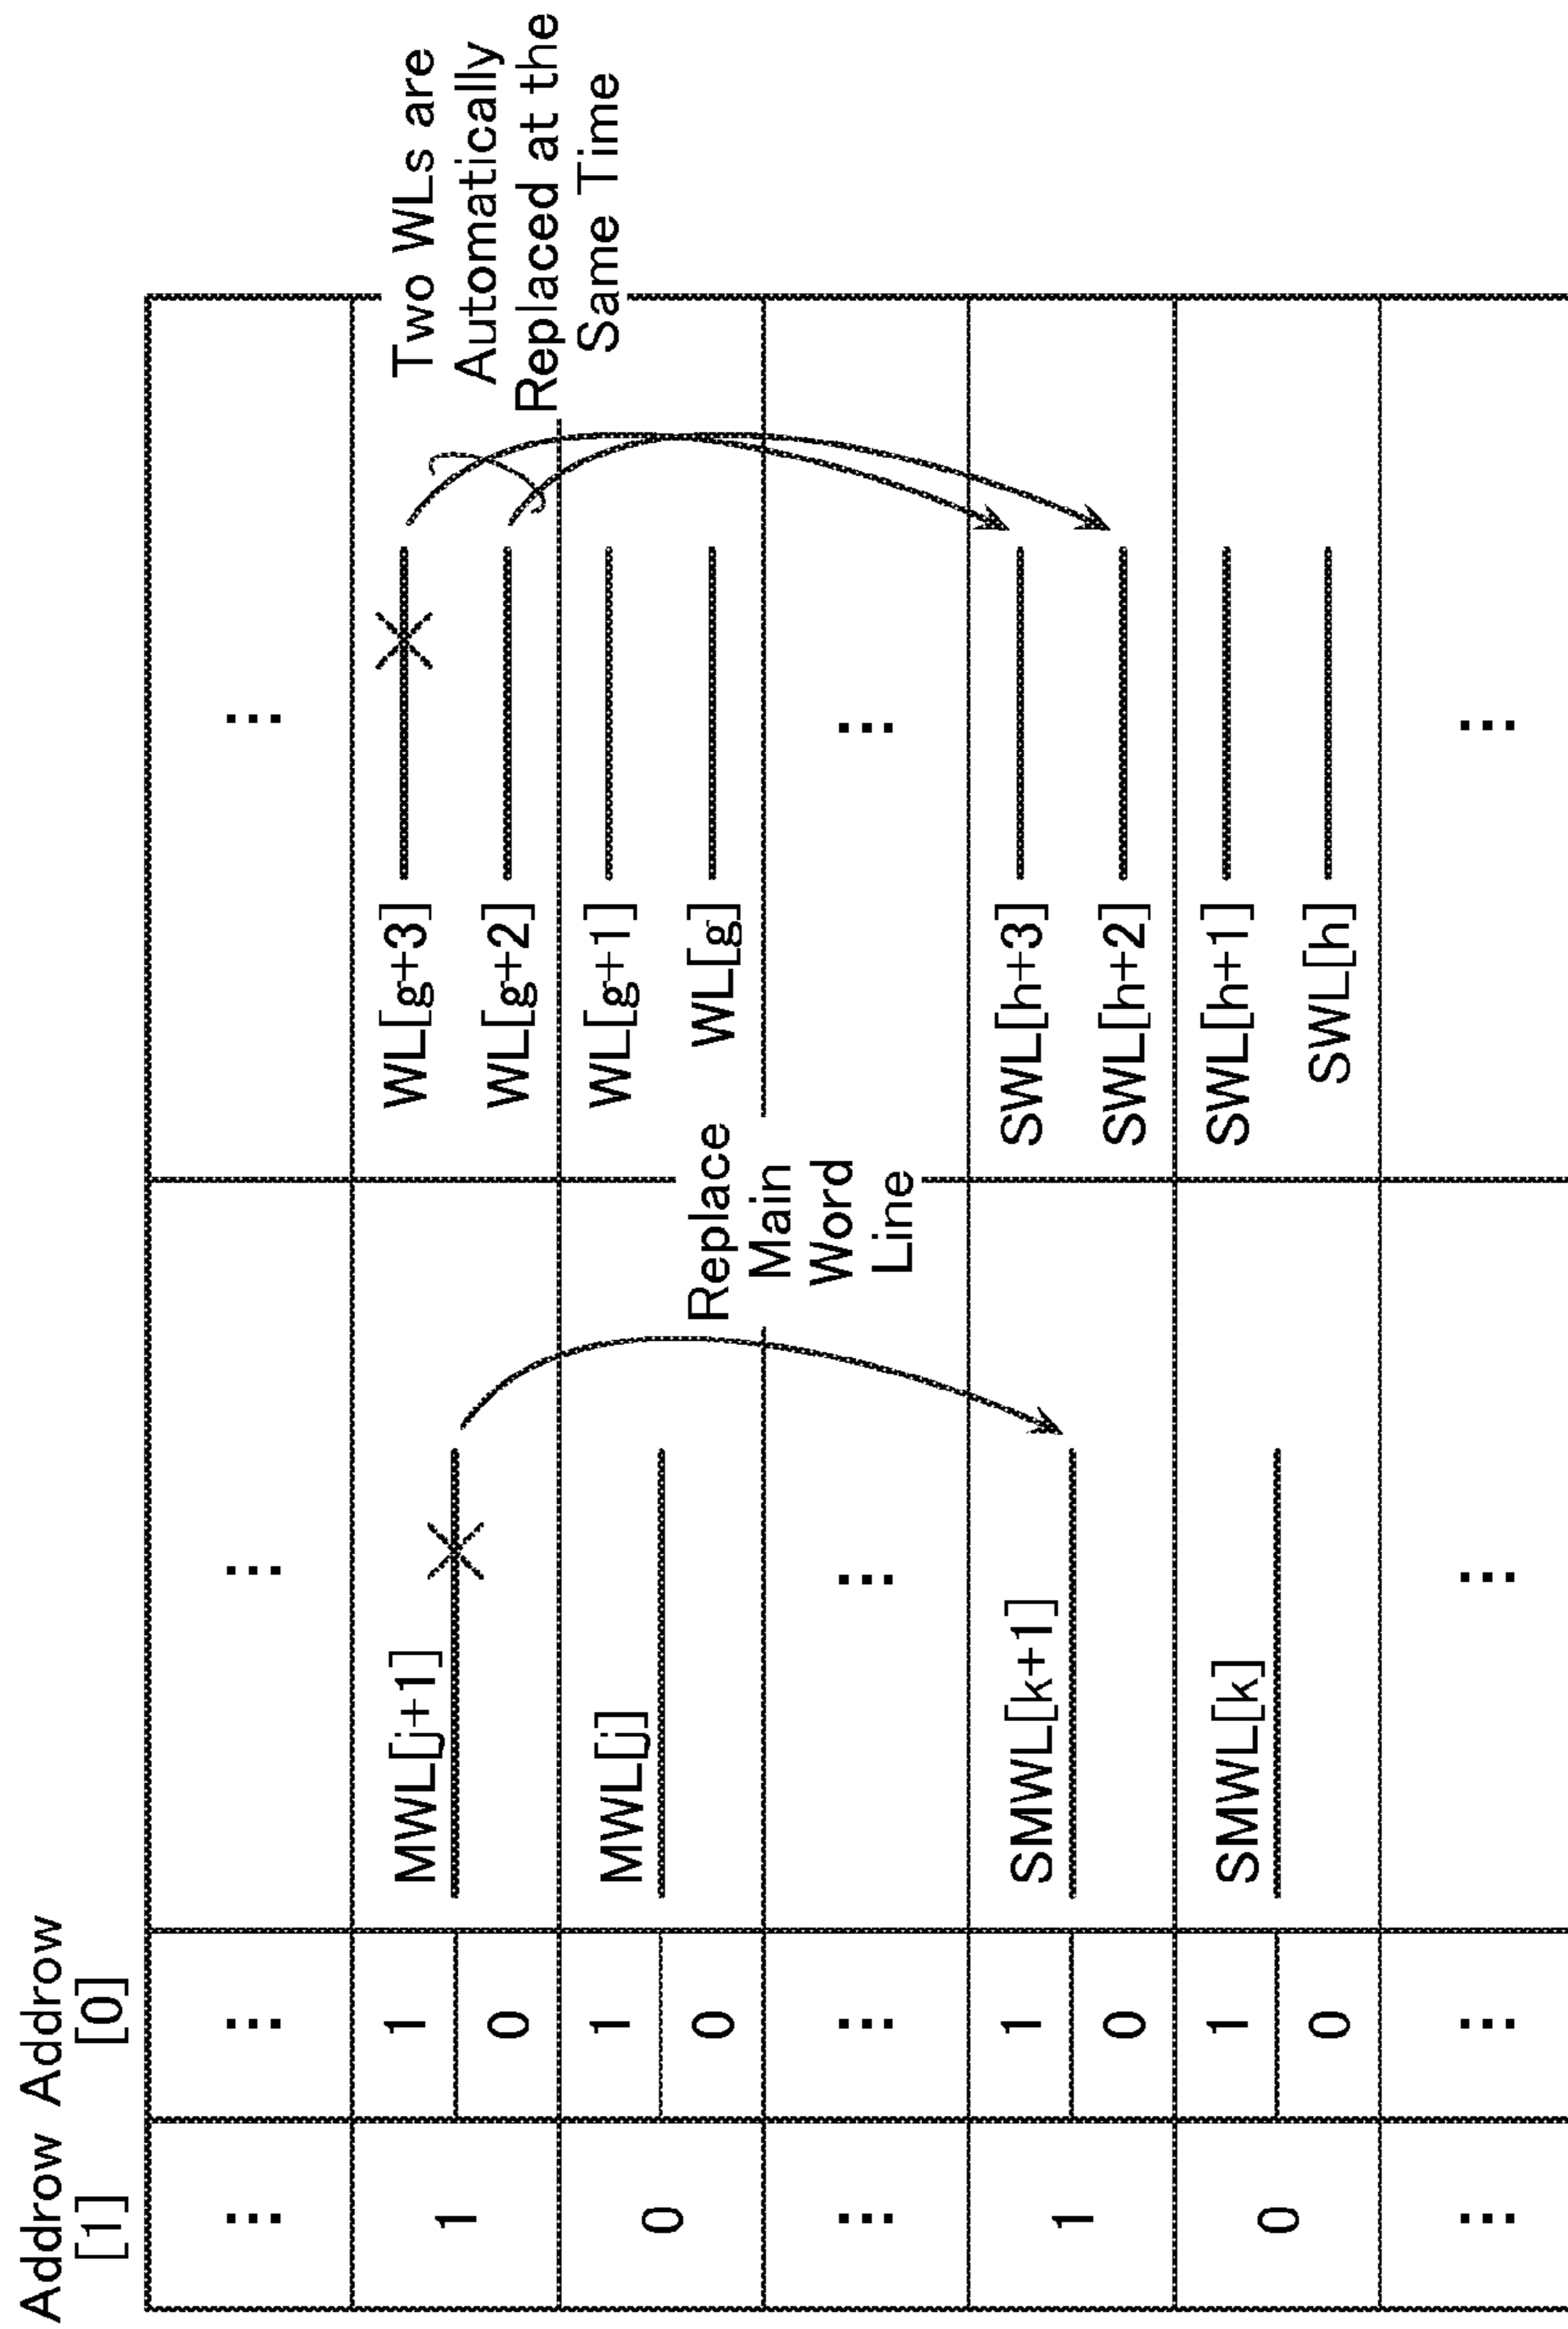 Addrow Addrow
[1] [0]
⋮ ⋮ ⋮ ⋮
1 1 MWL[j+1] WL[g+3]
0 WL[g+2]
Two WLs are
Automatically
Replaced at the
Same Time
0 1 MWL[j] WL[g+1]
0 WL[g]
Replace
Main
Word
Line
⋮ ⋮ ⋮ ⋮
1 1 SMWL[k+1] SWL[h+3]
0 SWL[h+2]
0 1 SMWL[k] SWL[h+1]
0 SWL[h]
⋮ ⋮ ⋮ ⋮